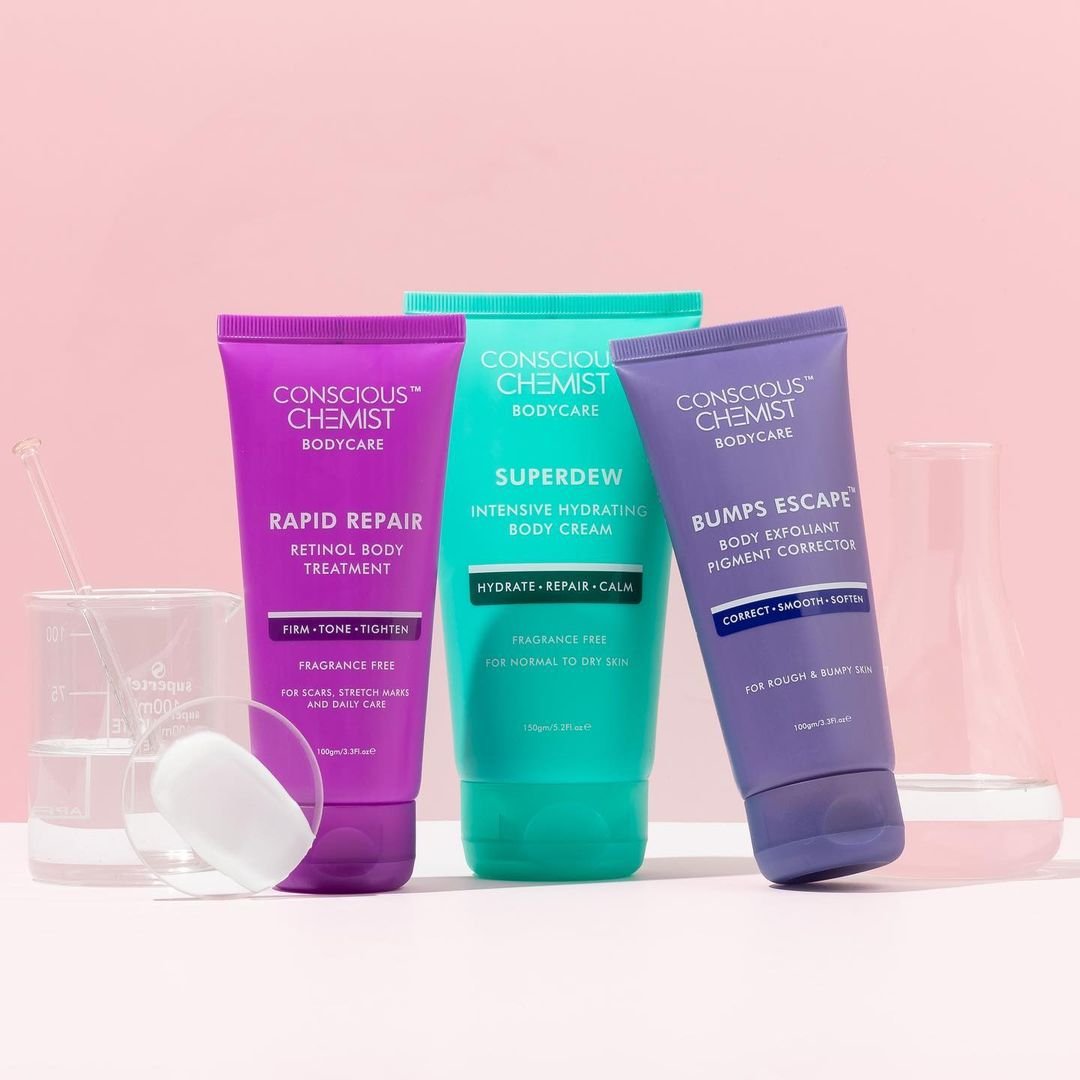 CONSCIOUS™
CHEMIST
BODYCARE
RAPID REPAIR
RETINOL BODY
TREATMENT
FIRM • TONE • TIGHTEN
FRAGRANCE FREE
FOR SCARS, STRETCH MARKS
AND DAILY CARE
100gm/3.3Fl.oz℮
CONSCIOUS
CHEMIST
BODYCARE
SUPERDEW
INTENSIVE HYDRATING
BODY CREAM
HYDRATE • REPAIR • CALM
FRAGRANCE FREE
FOR NORMAL TO DRY SKIN
150gm/5.2Fl.oz℮
CONSCIOUS™
CHEMIST
BODYCARE
BUMPS ESCAPE™
BODY EXFOLIANT
PIGMENT CORRECTOR
CORRECT • SMOOTH • SOFTEN
FOR ROUGH & BUMPY SKIN
100gm/3.3Fl.oz℮
100
75